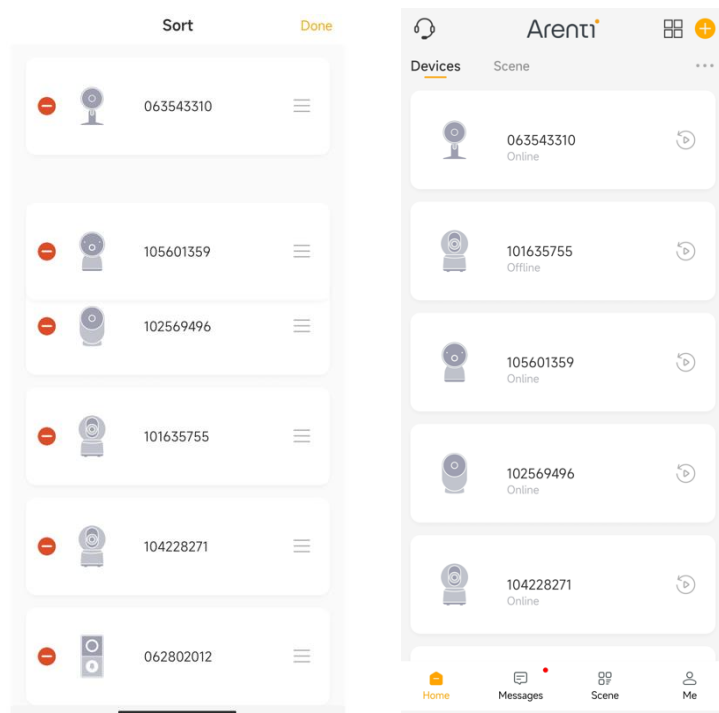 Sort
Done
063543310
105601359
102569496
101635755
104228271
062802012
Arenti
Devices
Scene
063543310
Online
101635755
Offline
105601359
Online
102569496
Online
104228271
Online
Home
Messages
Scene
Me